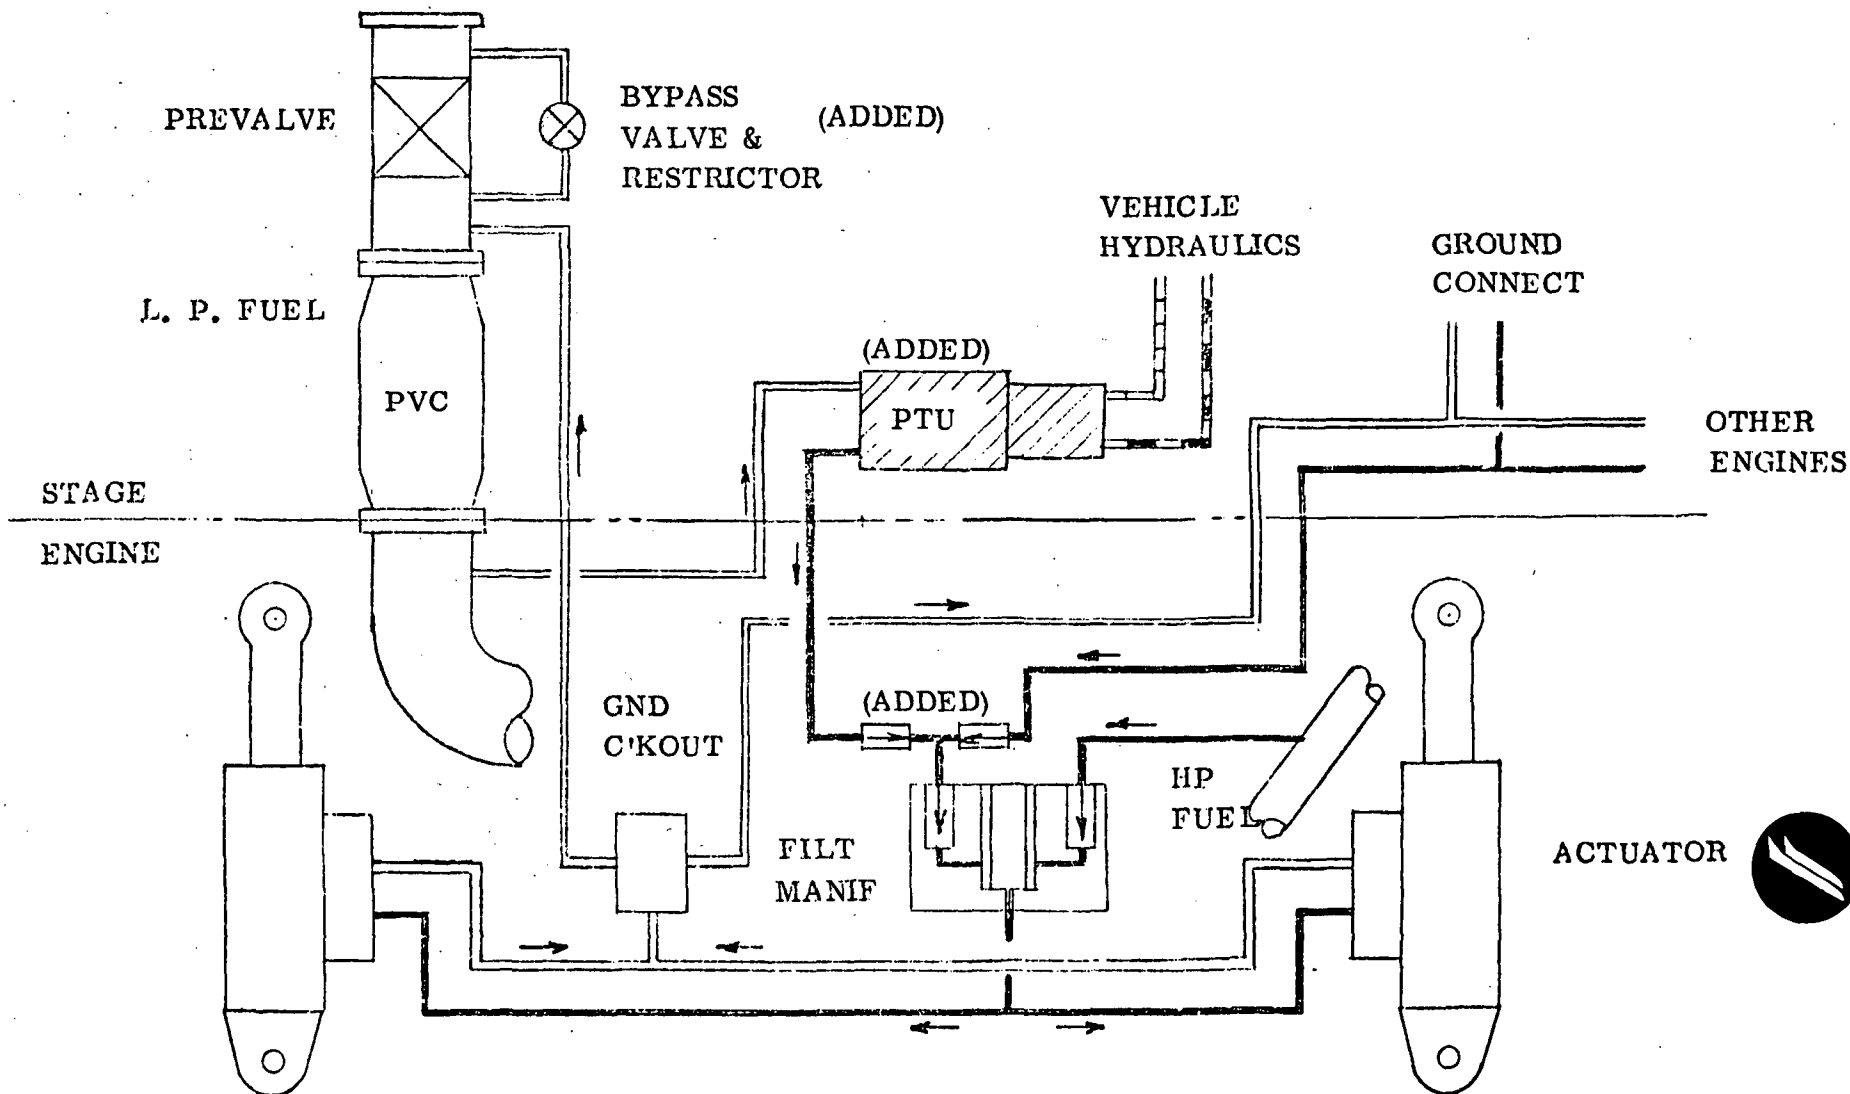 PREVALVE
BYPASS
VALVE &
RESTRICTOR
(ADDED)
VEHICLE
HYDRAULICS
GROUND
CONNECT
L. P. FUEL
(ADDED)
PVC
PTU
OTHER
ENGINES
STAGE
ENGINE
GND
C'KOUT
(ADDED)
HP
FUEL
FILT
MANIF
ACTUATOR